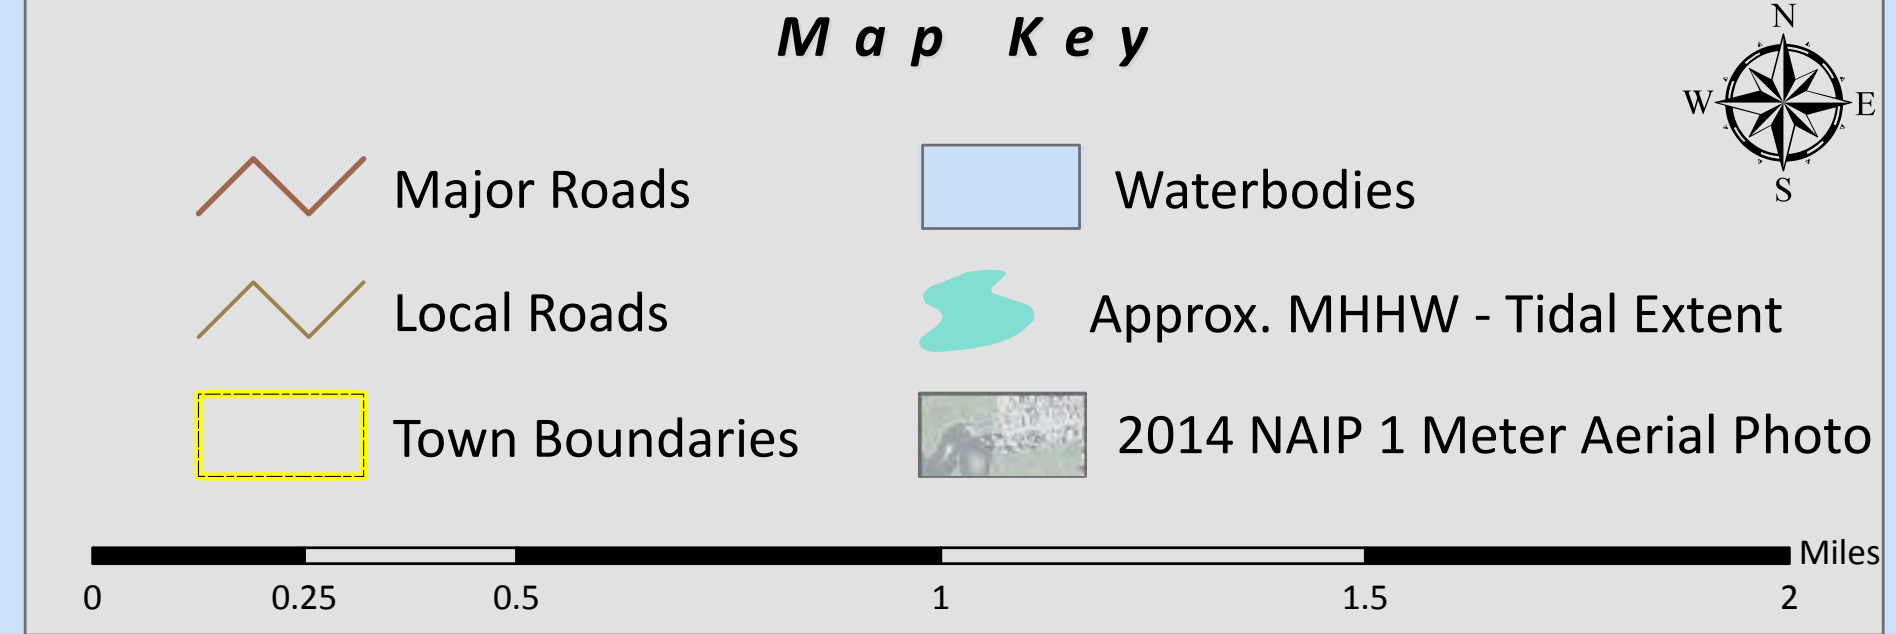 Map Key
N
W E
S
Major Roads
Waterbodies
Local Roads
Approx. MHHW - Tidal Extent
Town Boundaries
2014 NAIP 1 Meter Aerial Photo
Miles
0 0.25 0.5 1 1.5 2